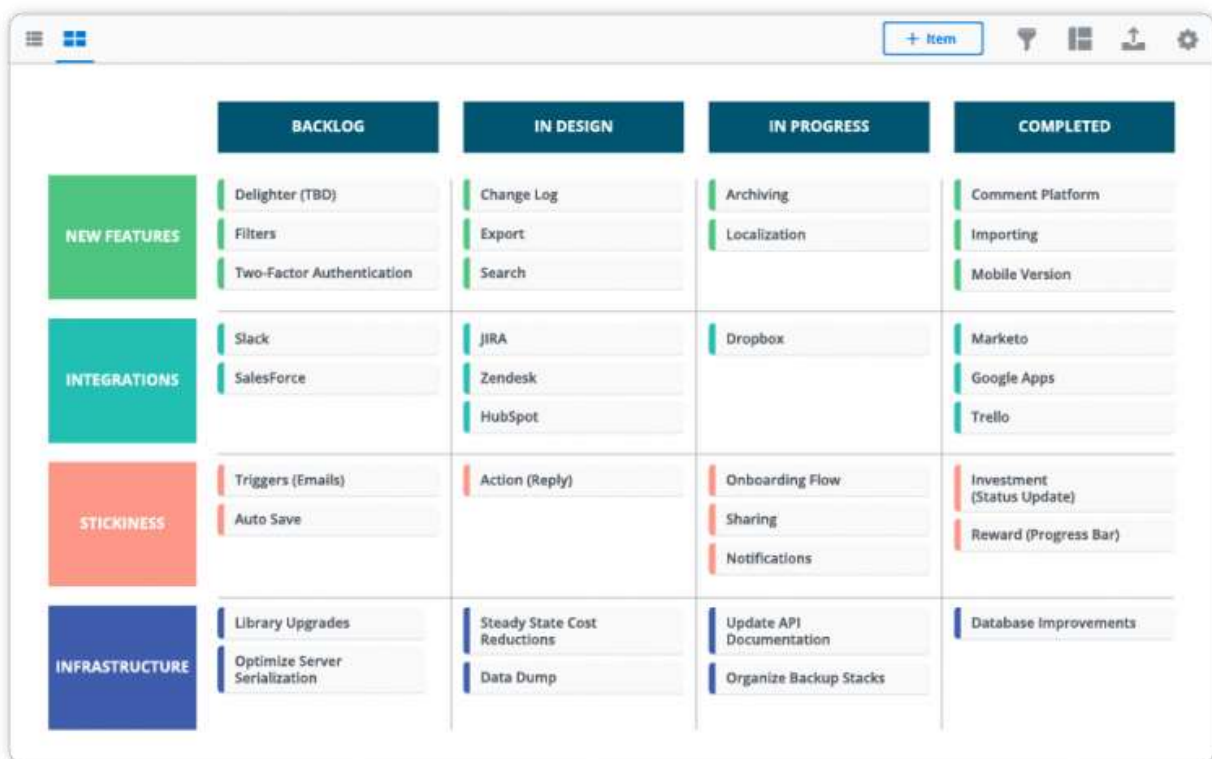 + Item
BACKLOG
IN DESIGN
IN PROGRESS
COMPLETED
NEW FEATURES
Delighter (TBD)
Filters
Two-Factor Authentication
Change Log
Export
Search
Archiving
Localization
Comment Platform
Importing
Mobile Version
INTEGRATIONS
Slack
SalesForce
JIRA
Zendesk
HubSpot
Dropbox
Marketo
Google Apps
Trello
STICKINESS
Triggers (Emails)
Auto Save
Action (Reply)
Onboarding Flow
Sharing
Notifications
Investment
(Status Update)
Reward (Progress Bar)
INFRASTRUCTURE
Library Upgrades
Optimize Server
Serialization
Steady State Cost
Reductions
Data Dump
Update API
Documentation
Organize Backup Stacks
Database Improvements